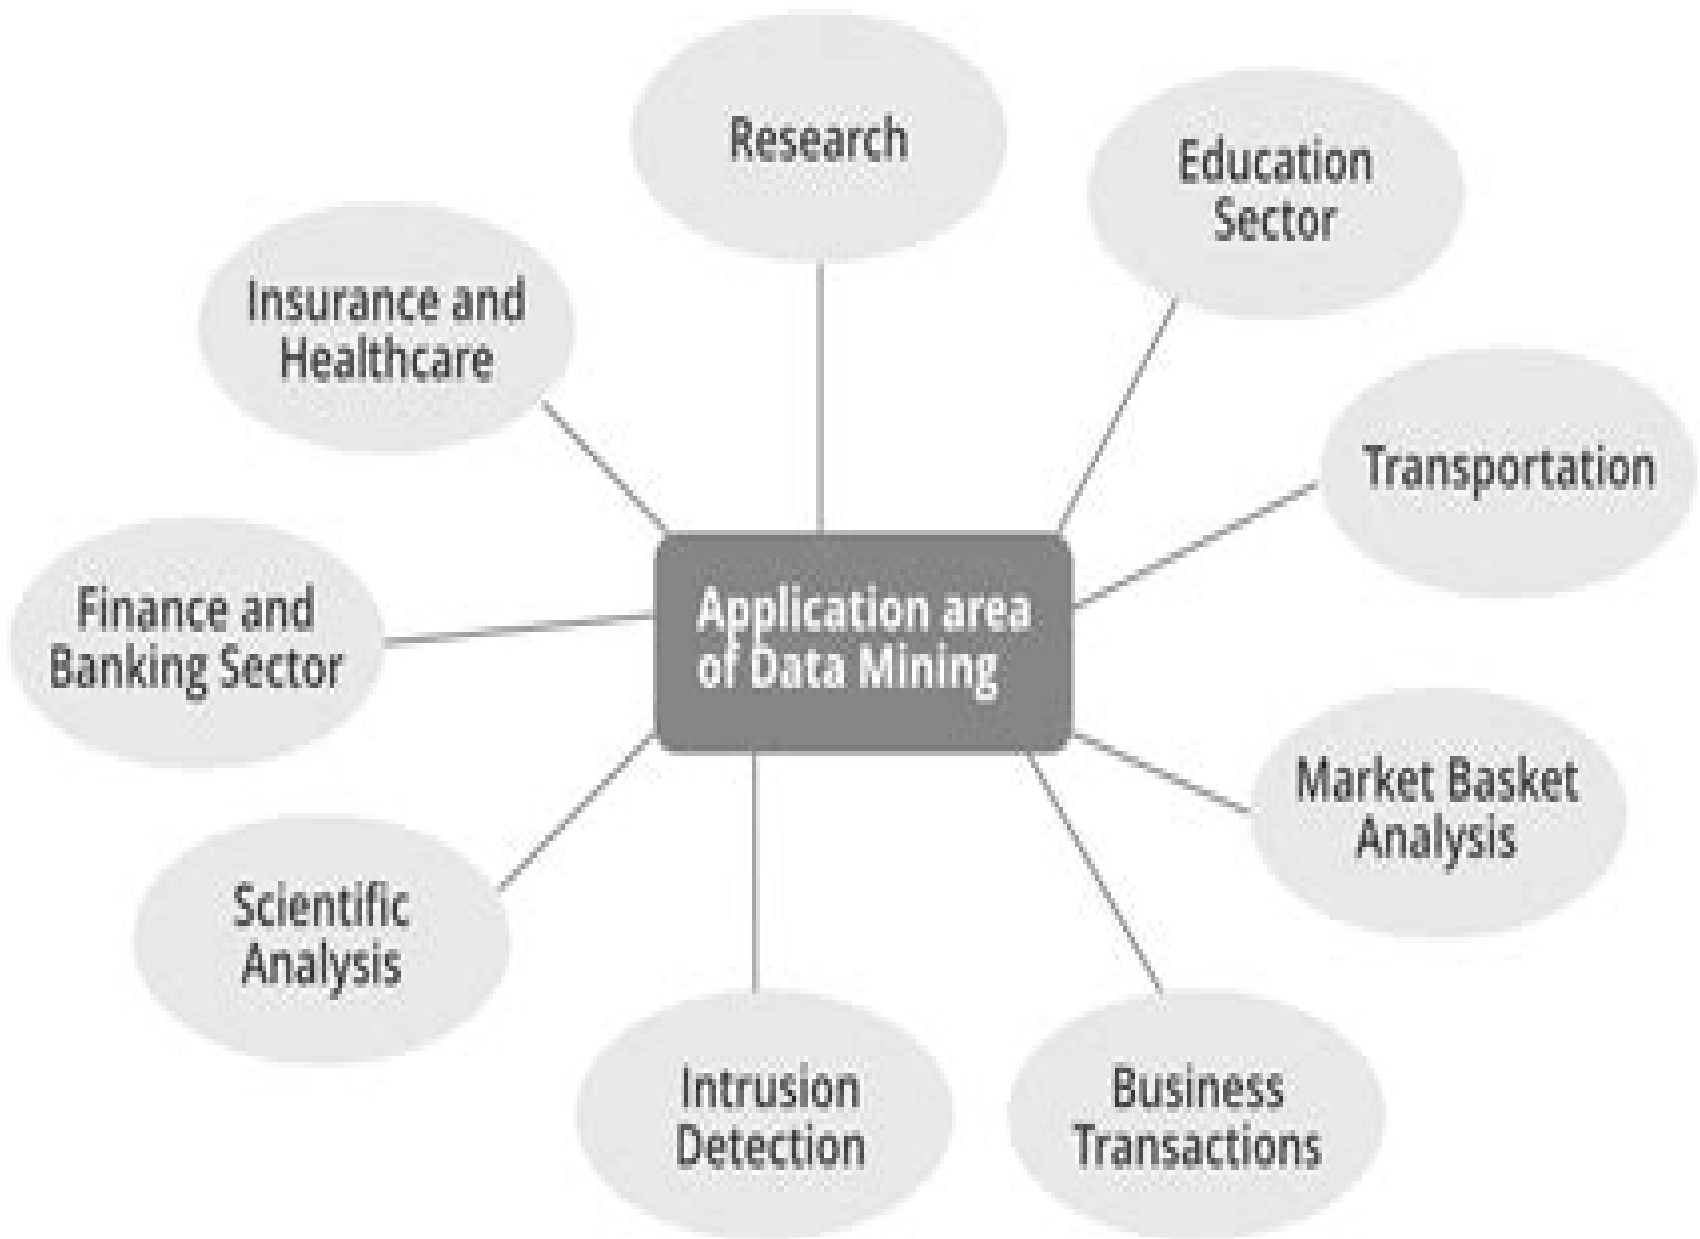 Research
Education
Sector
Insurance and
Healthcare
Transportation
Application area
of Data Mining
Finance and
Banking Sector
Market Basket
Analysis
Scientific
Analysis
Intrusion
Detection
Business
Transactions